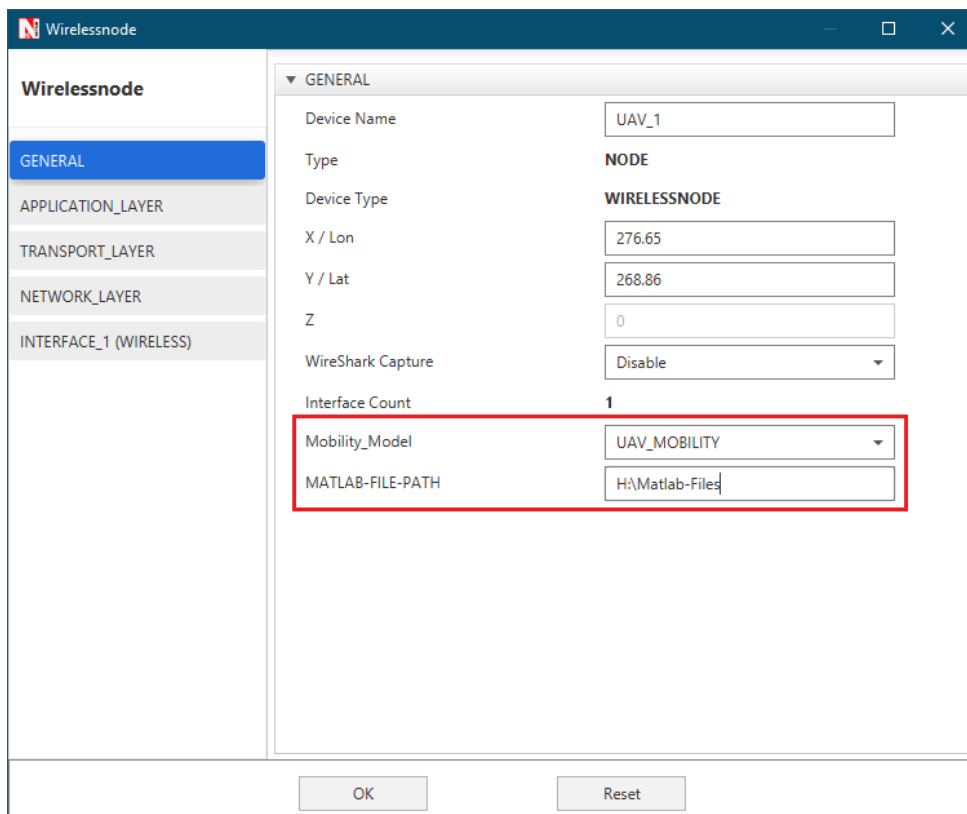 Wirelessnode
Wirelessnode
GENERAL
APPLICATION_LAYER
TRANSPORT_LAYER
NETWORK_LAYER
INTERFACE_1 (WIRELESS)
GENERAL
Device Name UAV_1
Type NODE
Device Type WIRELESSNODE
X / Lon 276.65
Y / Lat 268.86
Z 0
WireShark Capture Disable
Interface Count 1
Mobility_Model UAV_MOBILITY
MATLAB-FILE-PATH H:\Matlab-Files
OK Reset